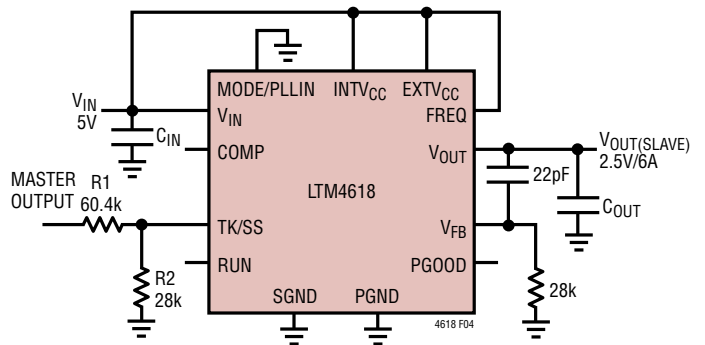 MODE/PLLIN INTVCC EXTVCC
FREQ
VIN
5V
VIN
CIN
COMP
VOUT
VOUT(SLAVE)
2.5V/6A
22pF
LTM4618
COUT
MASTER
OUTPUT
R1
60.4k
TK/SS
VFB
RUN
PGOOD
R2
28k
28k
SGND PGND
4618 F04